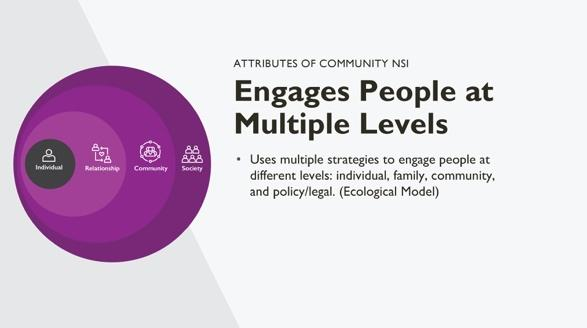 ATTRIBUTES OF COMMUNITY NSI
Engages People at
Multiple Levels
• Uses multiple strategies to engage people at
different levels: individual, family, community,
and policy/legal. (Ecological Model)
Individual
Relationship
Community
Society